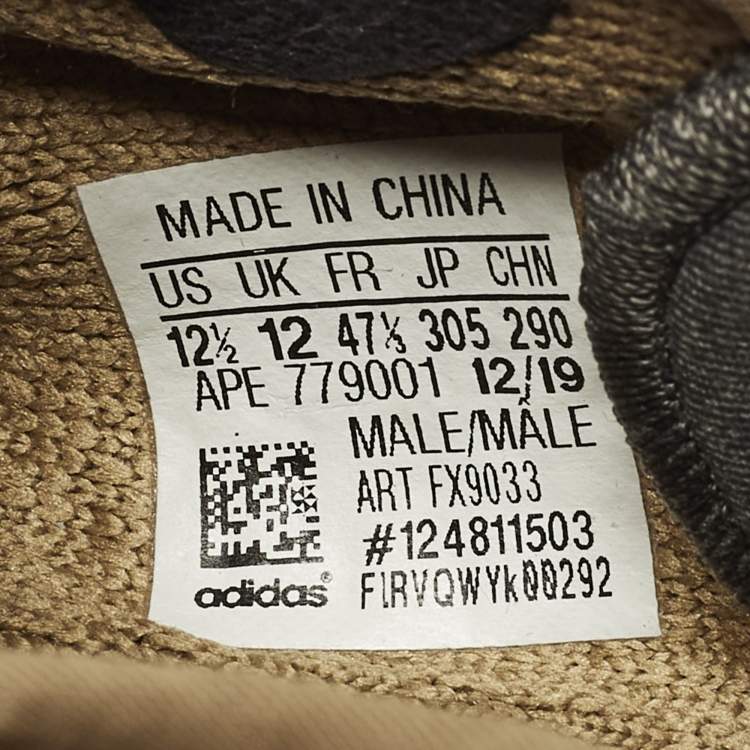 MADE IN CHINA
US UK FR JP CHN
12½ 12 47⅓ 305 290
APE 779001 12/19
MALE/MÂLE
ART FX9033
#124811503
adidas® FlRVQWYk00292